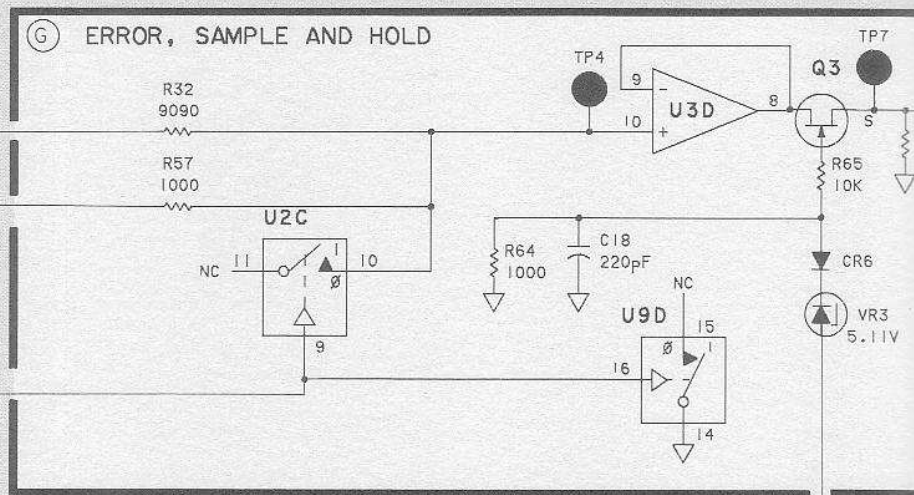 G ERROR, SAMPLE AND HOLD
TP4
TP7
Q3
R32
9090
9
-
U3D
8
10
+
S
R57
1000
R65
10K
U2C
NC 11
1
10
Ø
9
R64
1000
C18
220pF
CR6
VR3
5.11V
NC
U9D
15
Ø
1
16
14